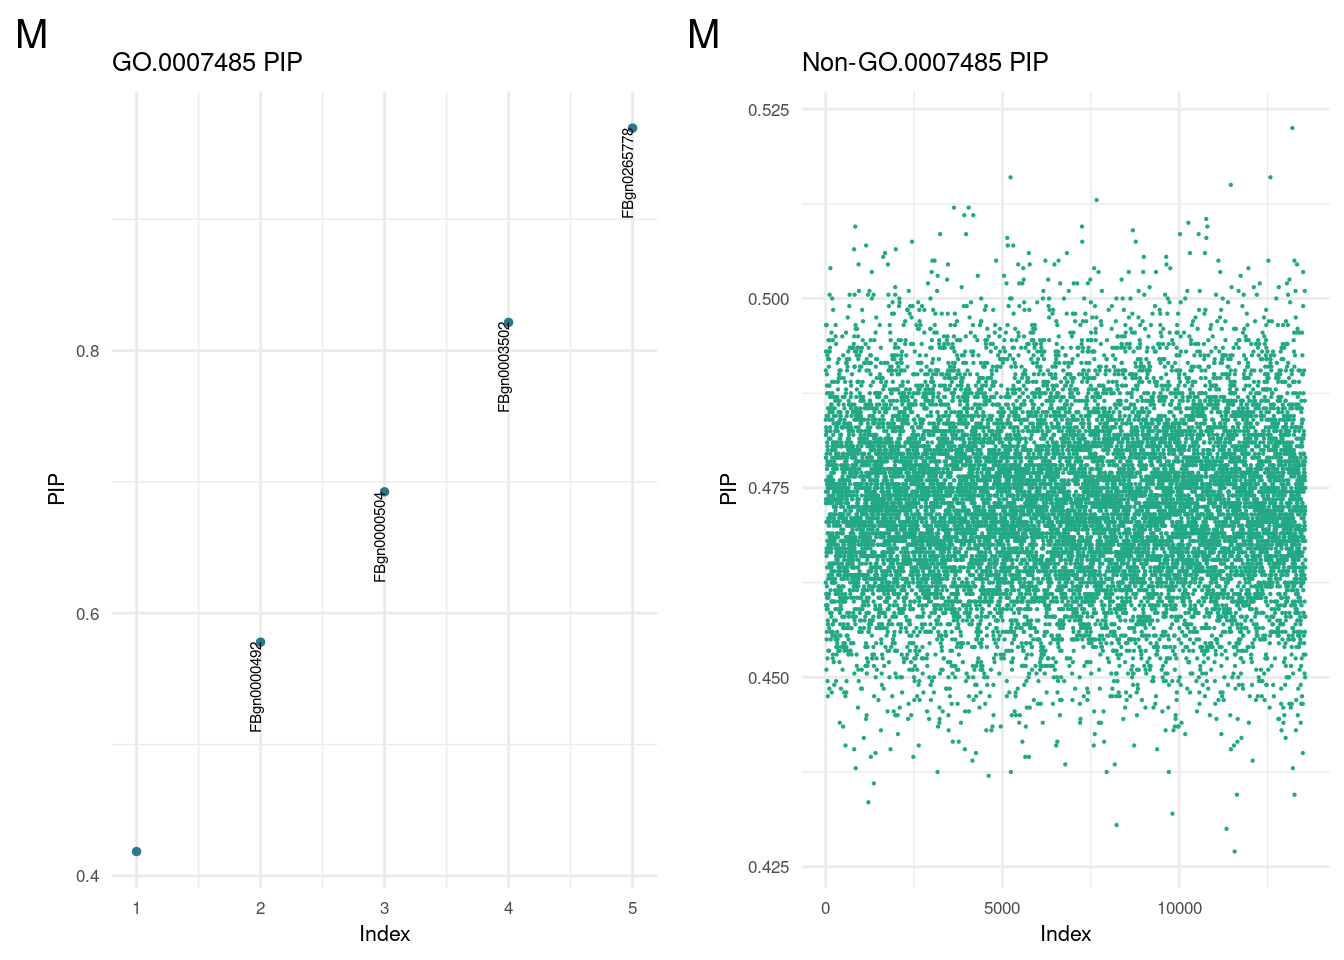 M
GO.0007485 PIP
PIP
0.8
0.6
0.4
FBgn0265778
FBgn0003502
FBgn0000504
FBgn0000492
1 2 3 4 5
Index
M
Non-GO.0007485 PIP
PIP
0.525
0.500
0.475
0.450
0.425
0 5000 10000
Index